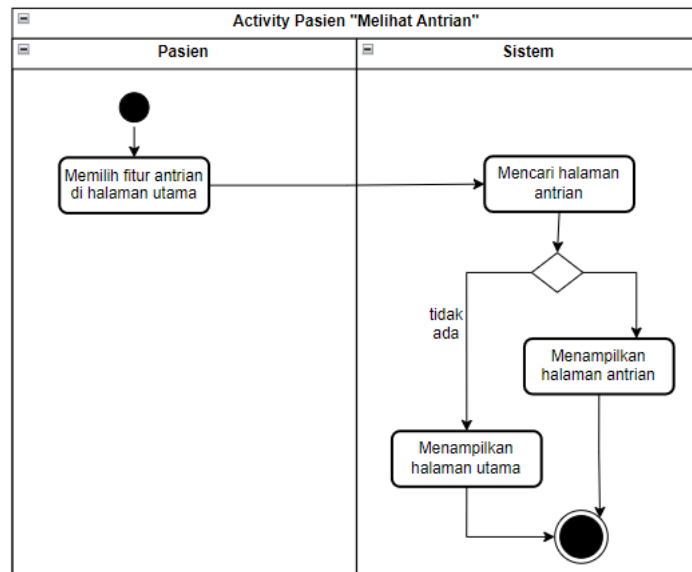 Activity Pasien "Melihat Antrian"
Pasien
Sistem
Memilih fitur antrian
di halaman utama
Mencari halaman
antrian
tidak
ada
Menampilkan
halaman antrian
Menampilkan
halaman utama